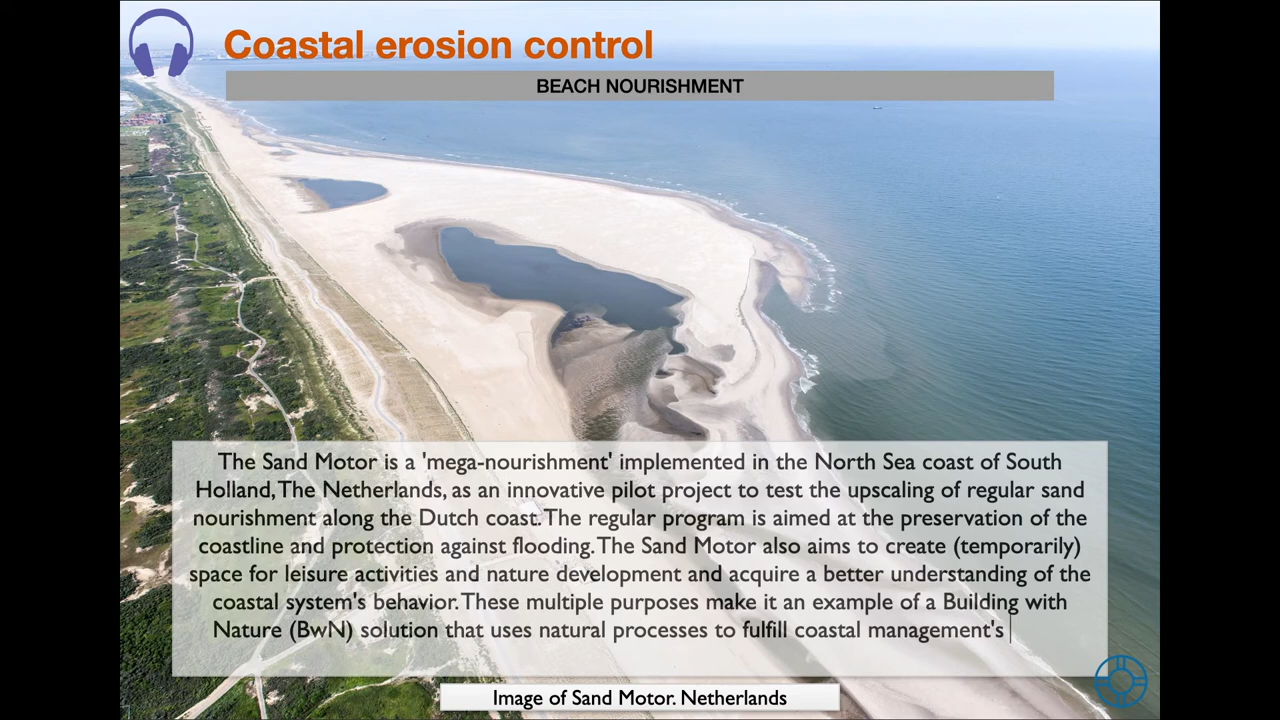 Coastal erosion control
BEACH NOURISHMENT
The Sand Motor is a 'mega-nourishment' implemented in the North Sea coast of South
Holland, The Netherlands, as an innovative pilot project to test the upscaling of regular sand
nourishment along the Dutch coast. The regular program is aimed at the preservation of the
coastline and protection against flooding. The Sand Motor also aims to create (temporarily)
space for leisure activities and nature development and acquire a better understanding of the
coastal system's behavior. These multiple purposes make it an example of a Building with
Nature (BwN) solution that uses natural processes to fulfill coastal management's
Image of Sand Motor. Netherlands